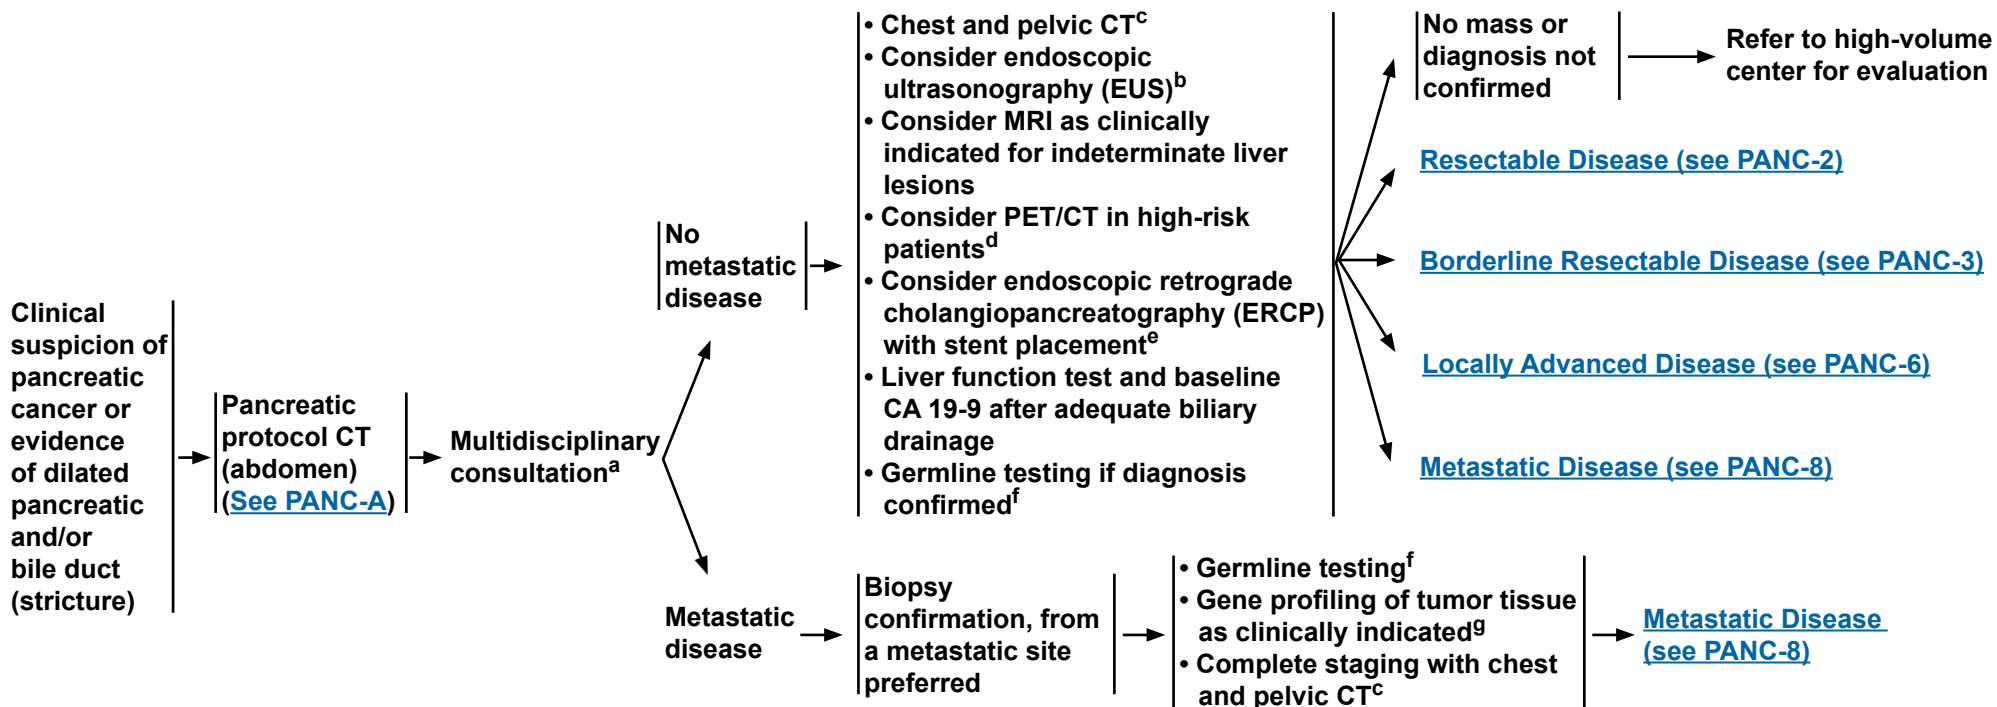 Clinical
suspicion of
pancreatic
cancer or
evidence
of dilated
pancreatic
and/or
bile duct
(stricture)
Pancreatic
protocol CT
(abdomen)
(See PANC-A)
Multidisciplinary
consultationa
No
metastatic
disease
• Chest and pelvic CTc
• Consider endoscopic
ultrasonography (EUS)b
• Consider MRI as clinically
indicated for indeterminate liver
lesions
• Consider PET/CT in high-risk
patientsd
• Consider endoscopic retrograde
cholangiopancreatography (ERCP)
with stent placemente
• Liver function test and baseline
CA 19-9 after adequate biliary
drainage
• Germline testing if diagnosis
confirmedf
No mass or
diagnosis not
confirmed
Refer to high-volume
center for evaluation
Resectable Disease (see PANC-2)
Borderline Resectable Disease (see PANC-3)
Locally Advanced Disease (see PANC-6)
Metastatic Disease (see PANC-8)
Metastatic
disease
Biopsy
confirmation, from
a metastatic site
preferred
• Germline testingf
• Gene profiling of tumor tissue
as clinically indicatedg
• Complete staging with chest
and pelvic CTc
Metastatic Disease
(see PANC-8)